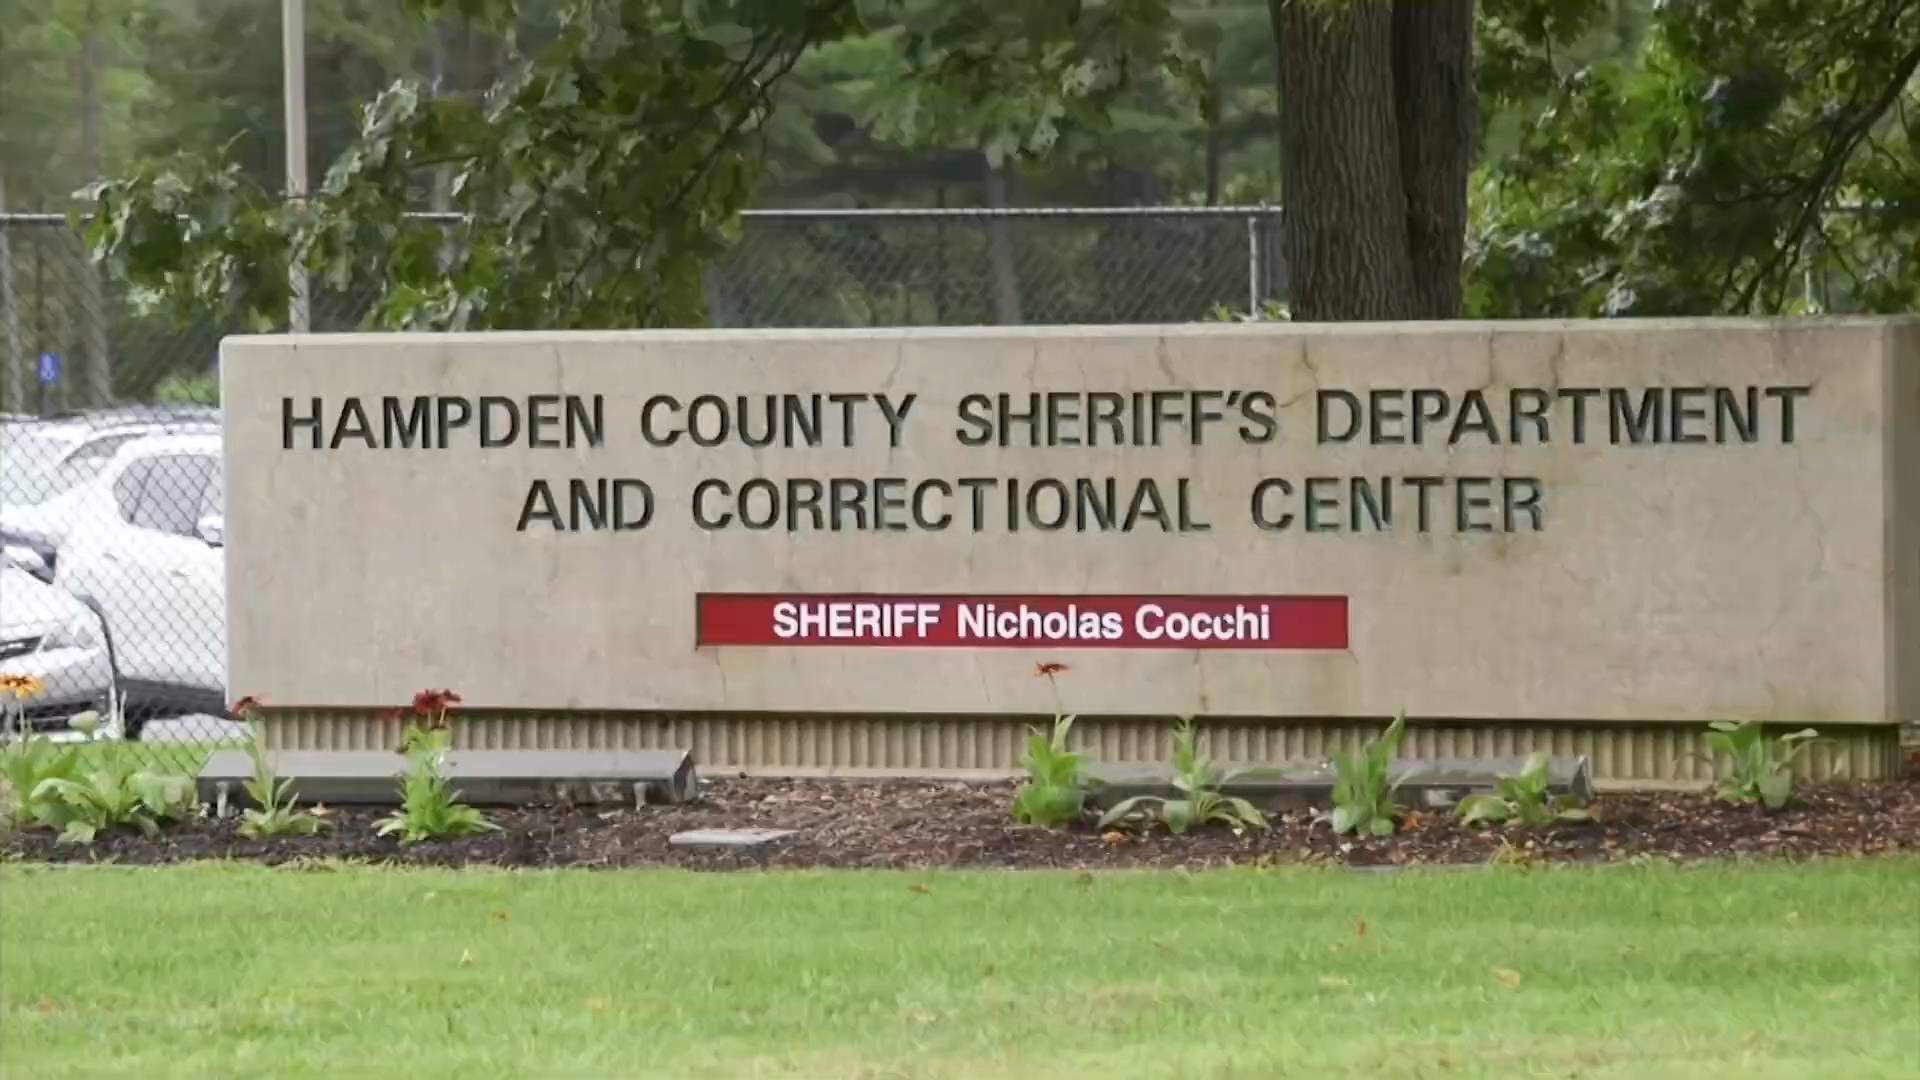 HAMPDEN COUNTY SHERIFF'S DEPARTMENT
AND CORRECTIONAL CENTER
SHERIFF Nicholas Cocchi